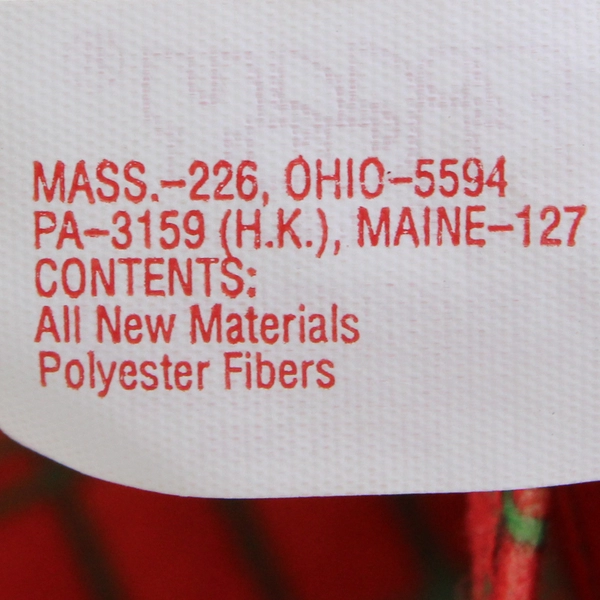 MASS.-226, OHIO-5594
PA-3159 (H.K.), MAINE-127
CONTENTS:
All New Materials
Polyester Fibers